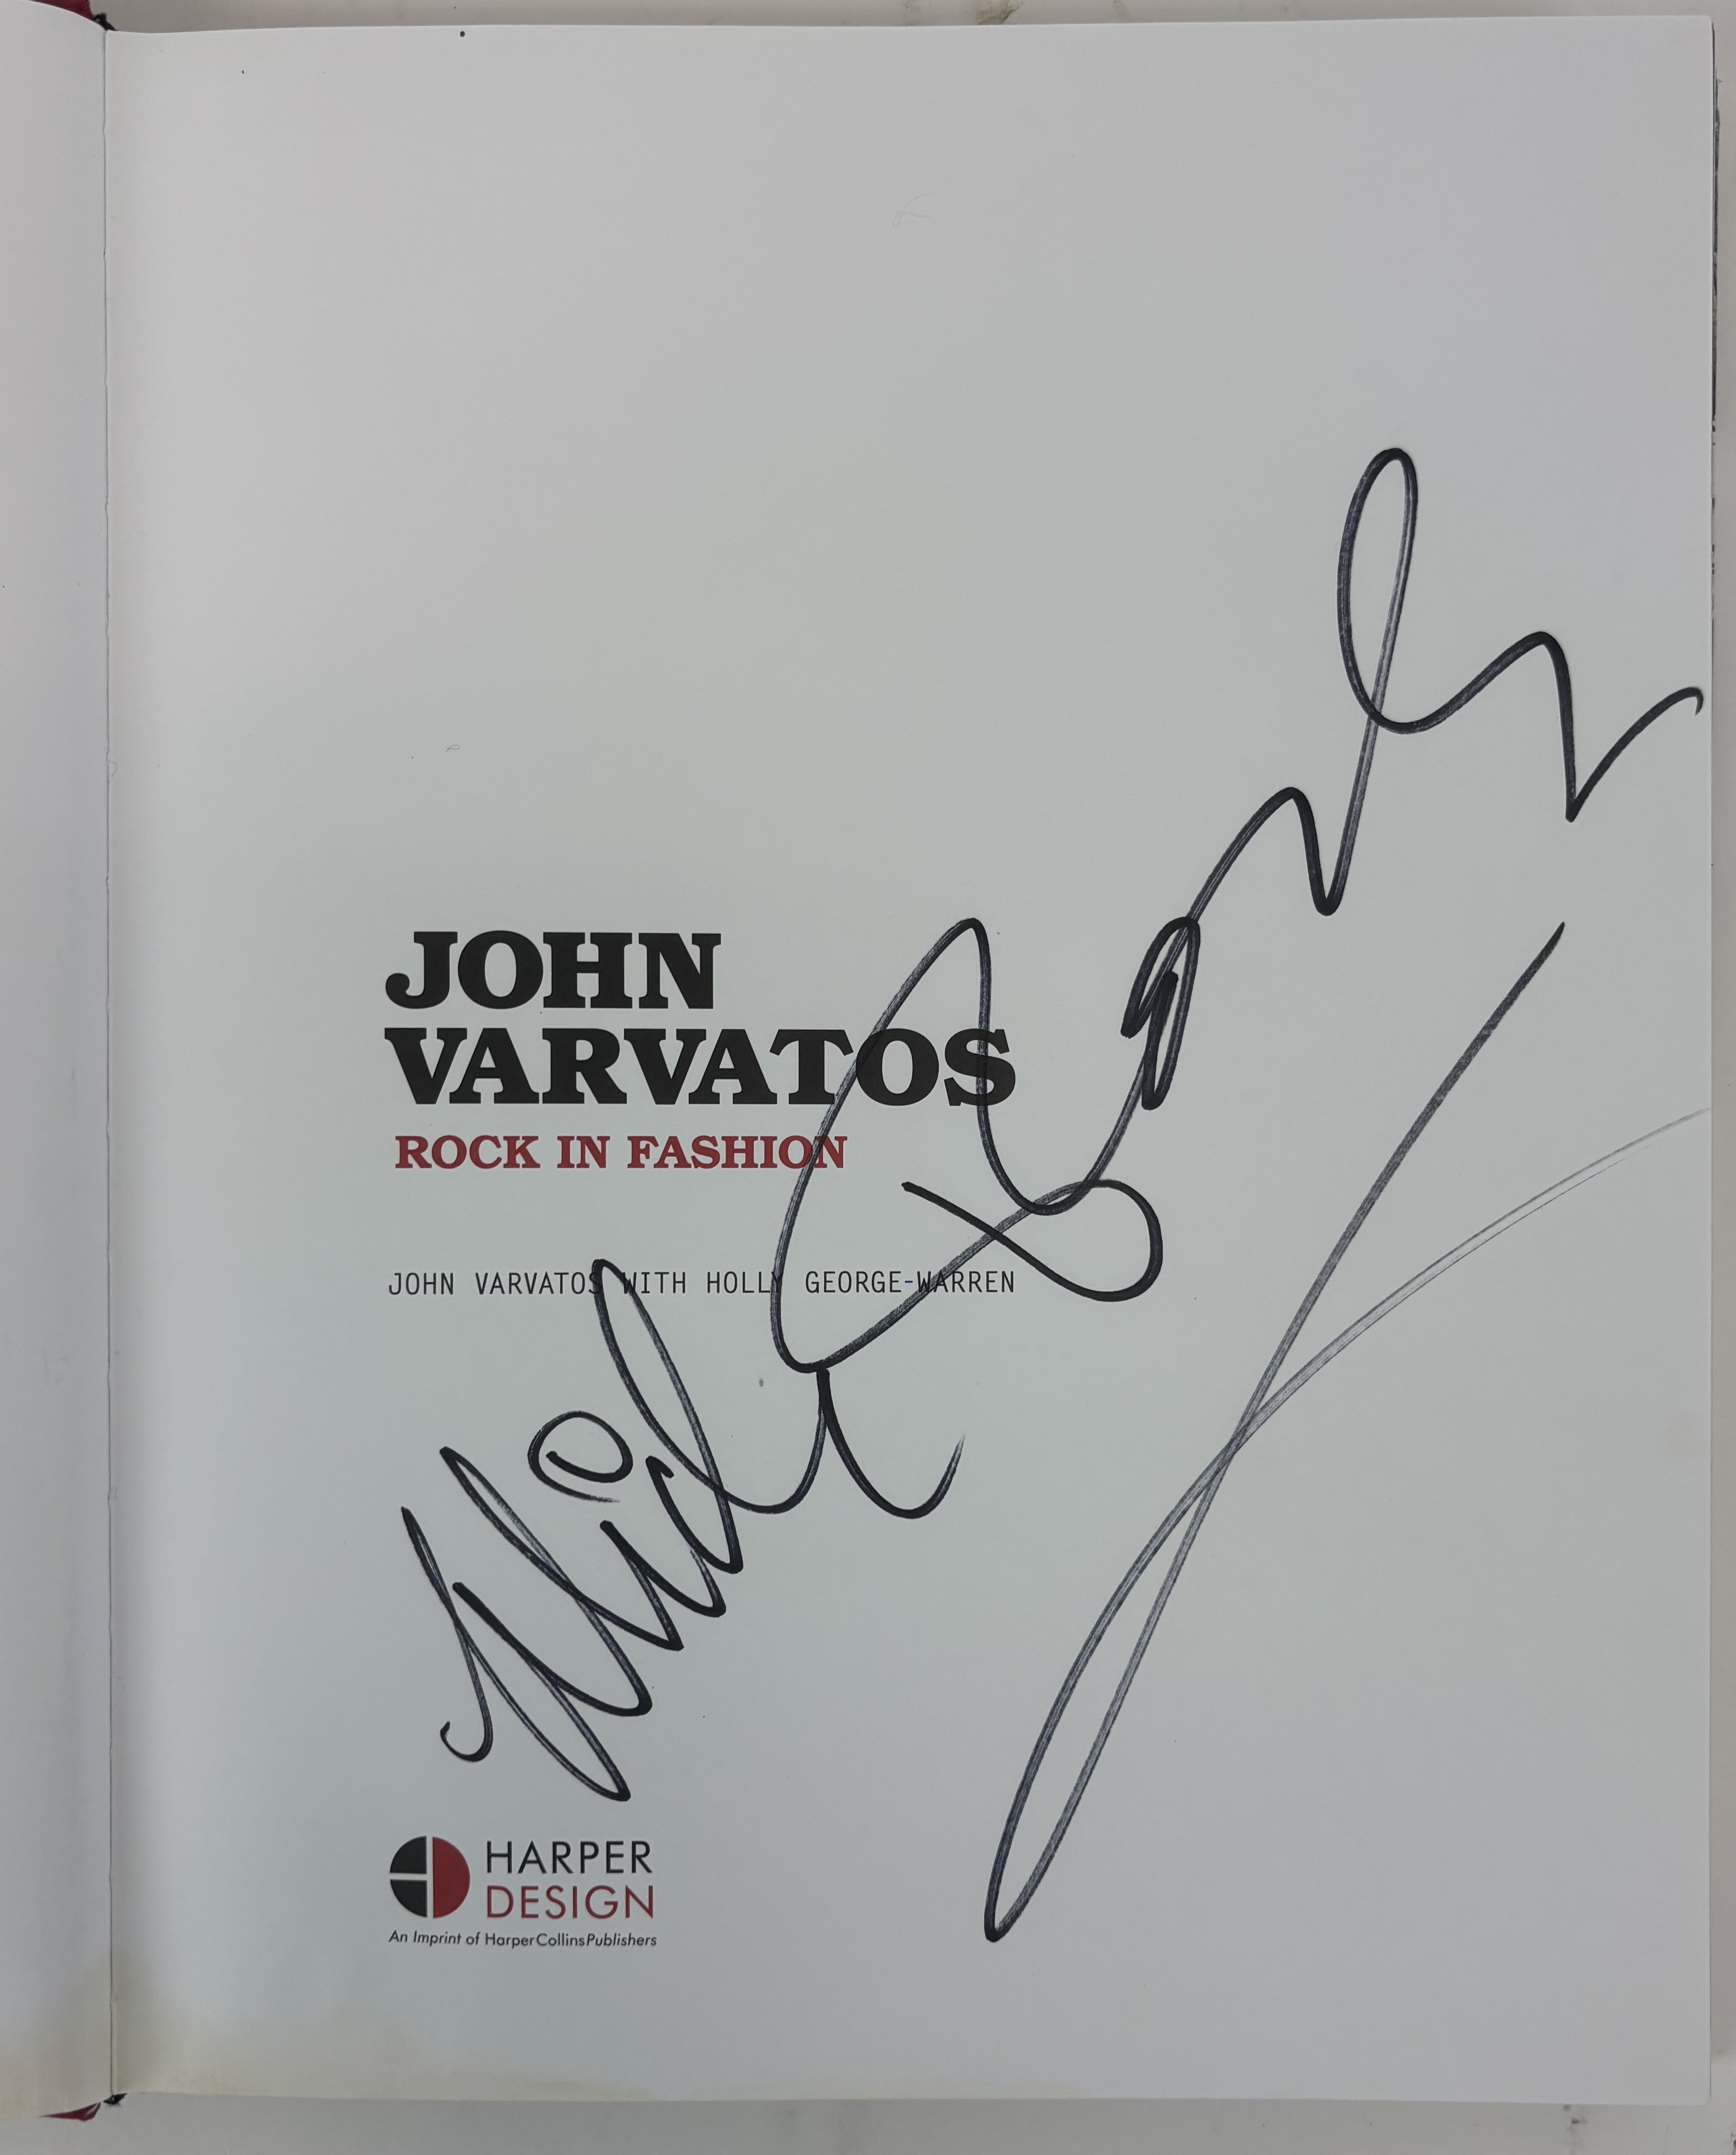 JOHN
VARVATOS
ROCK IN FASHION
JOHN VARVATOS WITH HOLLY GEORGE-WARREN
HARPER
DESIGN
An Imprint of HarperCollinsPublishers